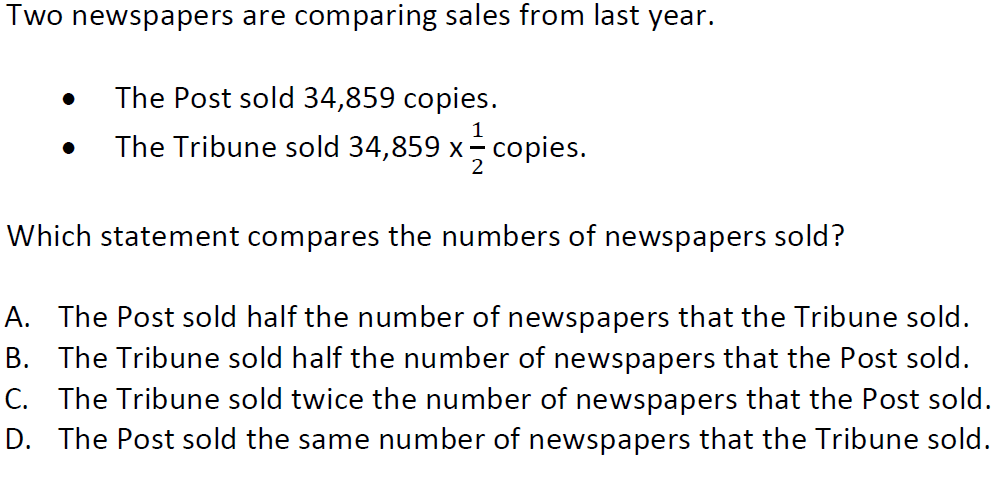 Two newspapers are comparing sales from last year.
• The Post sold 34,859 copies.
• The Tribune sold 34,859 x 1/2 copies.
Which statement compares the numbers of newspapers sold?
A. The Post sold half the number of newspapers that the Tribune sold.
B. The Tribune sold half the number of newspapers that the Post sold.
C. The Tribune sold twice the number of newspapers that the Post sold.
D. The Post sold the same number of newspapers that the Tribune sold.